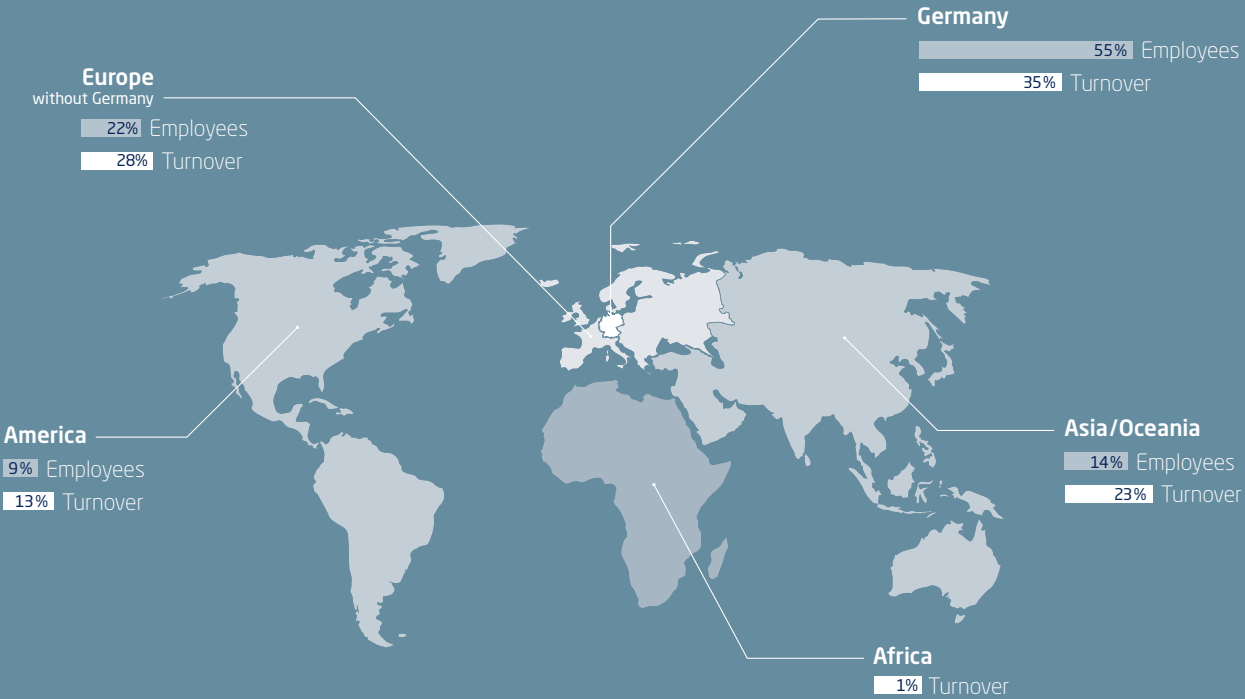 Germany
55% Employees
35% Turnover
Europe
without Germany
22% Employees
28% Turnover
America
9% Employees
13% Turnover
Asia/Oceania
14% Employees
23% Turnover
Africa
1% Turnover